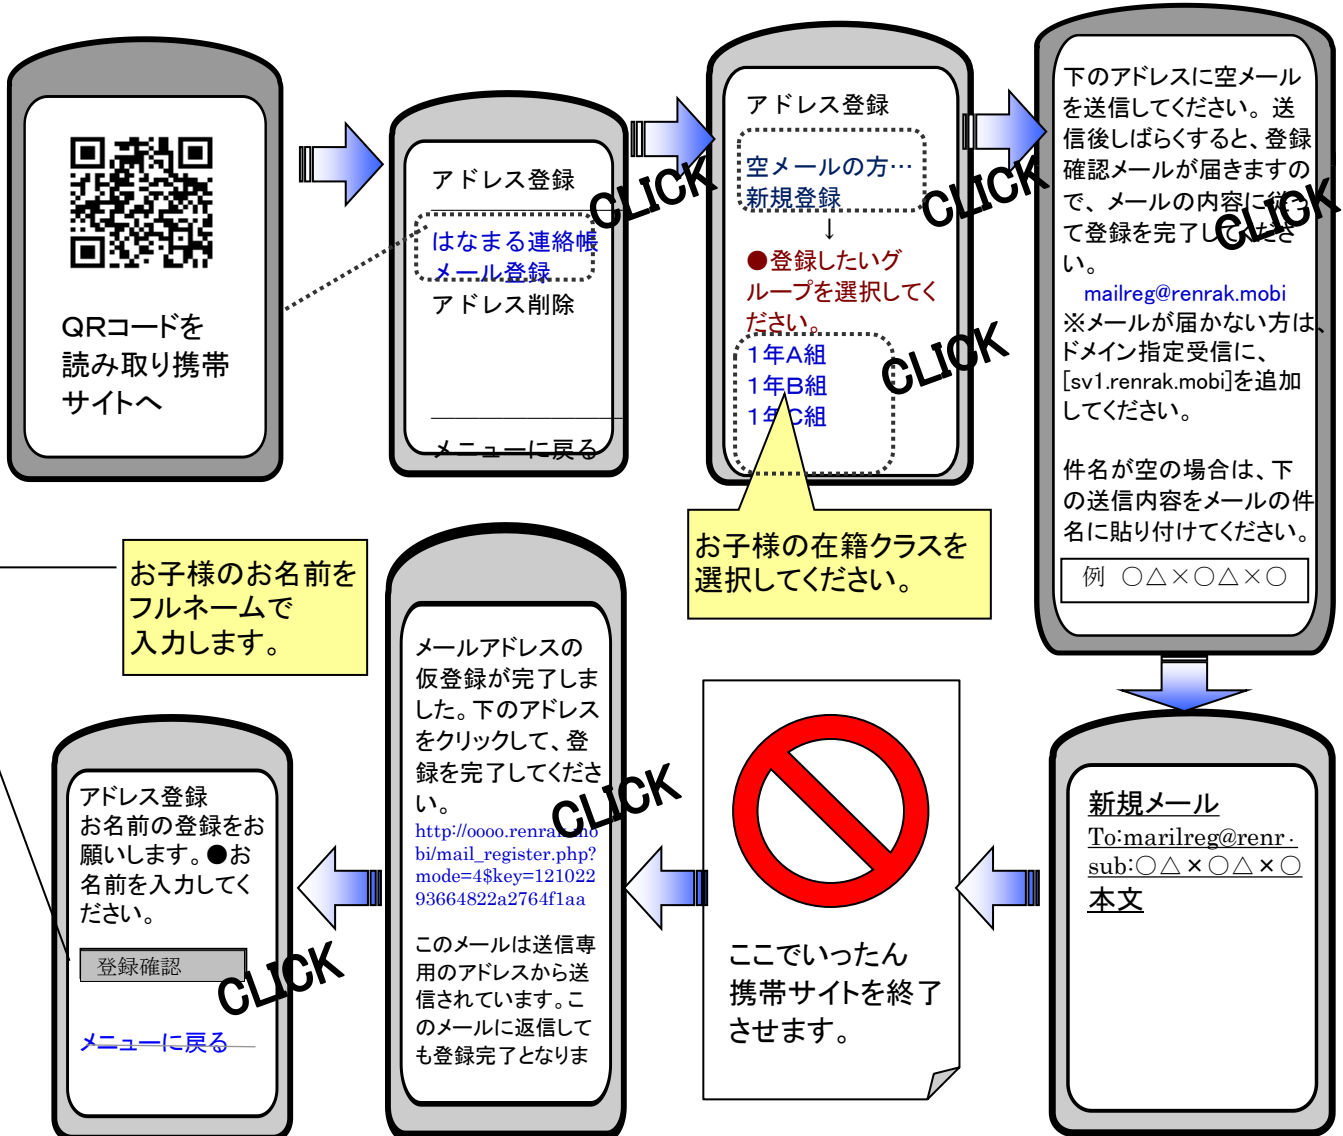 QRコードを
読み取り携帯
サイトへ
アドレス登録
はなまる連絡帳
メール登録
アドレス削除
メニューに戻る
CLICK
アドレス登録
空メールの方…
新規登録
↓
●登録したいグ
ループを選択してく
ださい。
1年A組
1年B組
1年C組
CLICK
CLICK
お子様の在籍クラスを
選択してください。
下のアドレスに空メール
を送信してください。送
信後しばらくすると、登録
確認メールが届きますの
で、メールの内容に従っ
て登録を完了してくださ
い。
mailreg@renrak.mobi
※メールが届かない方は、
ドメイン指定受信に、
[sv1.renrak.mobi]を追加
してください。
件名が空の場合は、下
の送信内容をメールの件
名に貼り付けてください。
例 ○△×○△×○
CLICK
新規メール
To:marilreg@renr・
sub:○△×○△×○
本文
ここでいったん
携帯サイトを終了
させます。
メールアドレスの
仮登録が完了しま
した。下のアドレス
をクリックして、登
録を完了してくださ
い。
http://oooo.renrak.mo
bi/mail_register.php?
mode=4$key=121022
93664822a2764f1aa
このメールは送信専
用のアドレスから送
信されています。こ
のメールに返信して
も登録完了となりま
CLICK
お子様のお名前を
フルネームで
入力します。
アドレス登録
お名前の登録をお
願いします。●お
名前を入力してく
ださい。
登録確認
メニューに戻る
CLICK